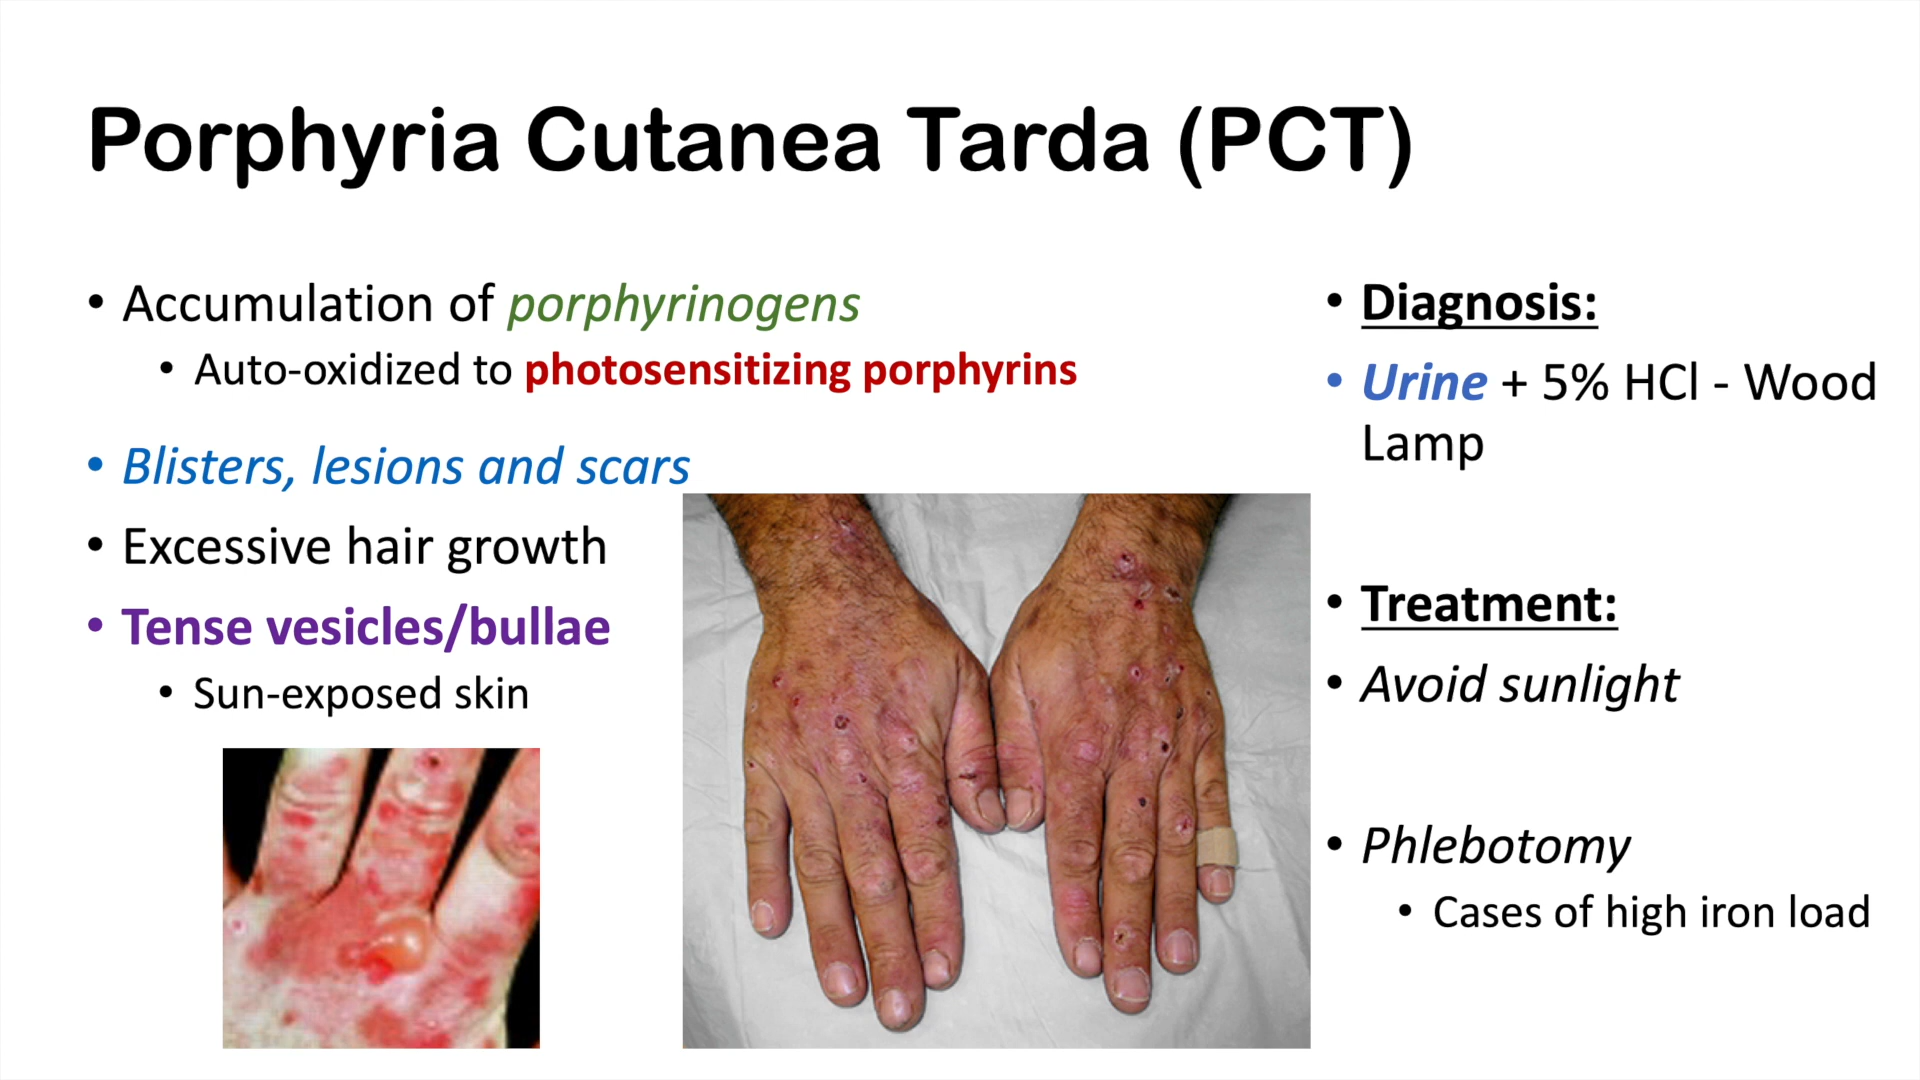 Porphyria Cutanea Tarda (PCT)
• Accumulation of porphyrinogens
• Auto-oxidized to photosensitizing porphyrins
• Blisters, lesions and scars
• Excessive hair growth
• Tense vesicles/bullae
• Sun-exposed skin
• Diagnosis:
• Urine + 5% HCl - Wood
Lamp
• Treatment:
• Avoid sunlight
• Phlebotomy
• Cases of high iron load